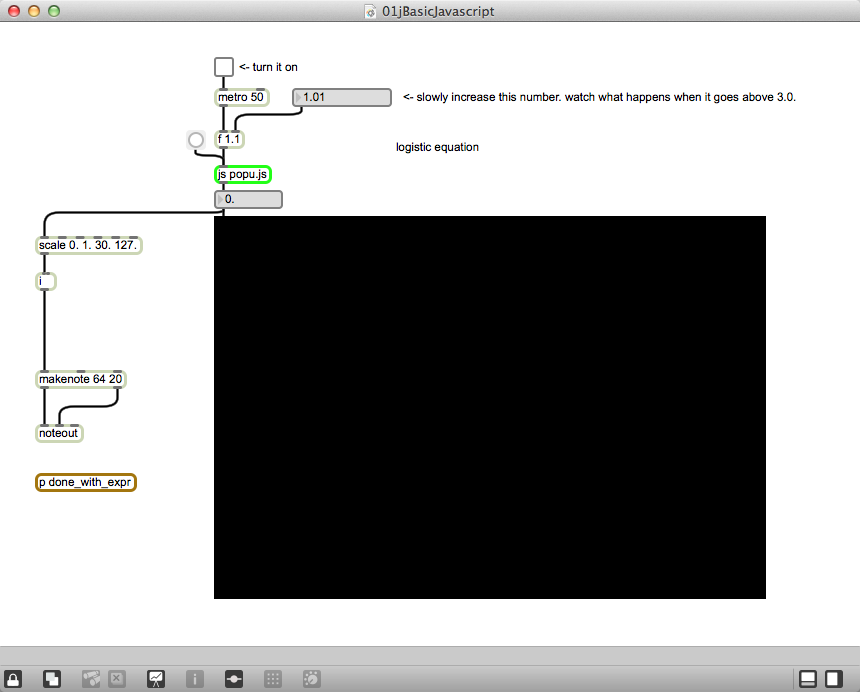 01jBasicJavascript
<- turn it on
metro 50
1.01
<- slowly increase this number. watch what happens when it goes above 3.0.
f 1.1
logistic equation
js popu.js
0.
scale 0. 1. 30. 127.
i
makenote 64 20
noteout
p done_with_expr